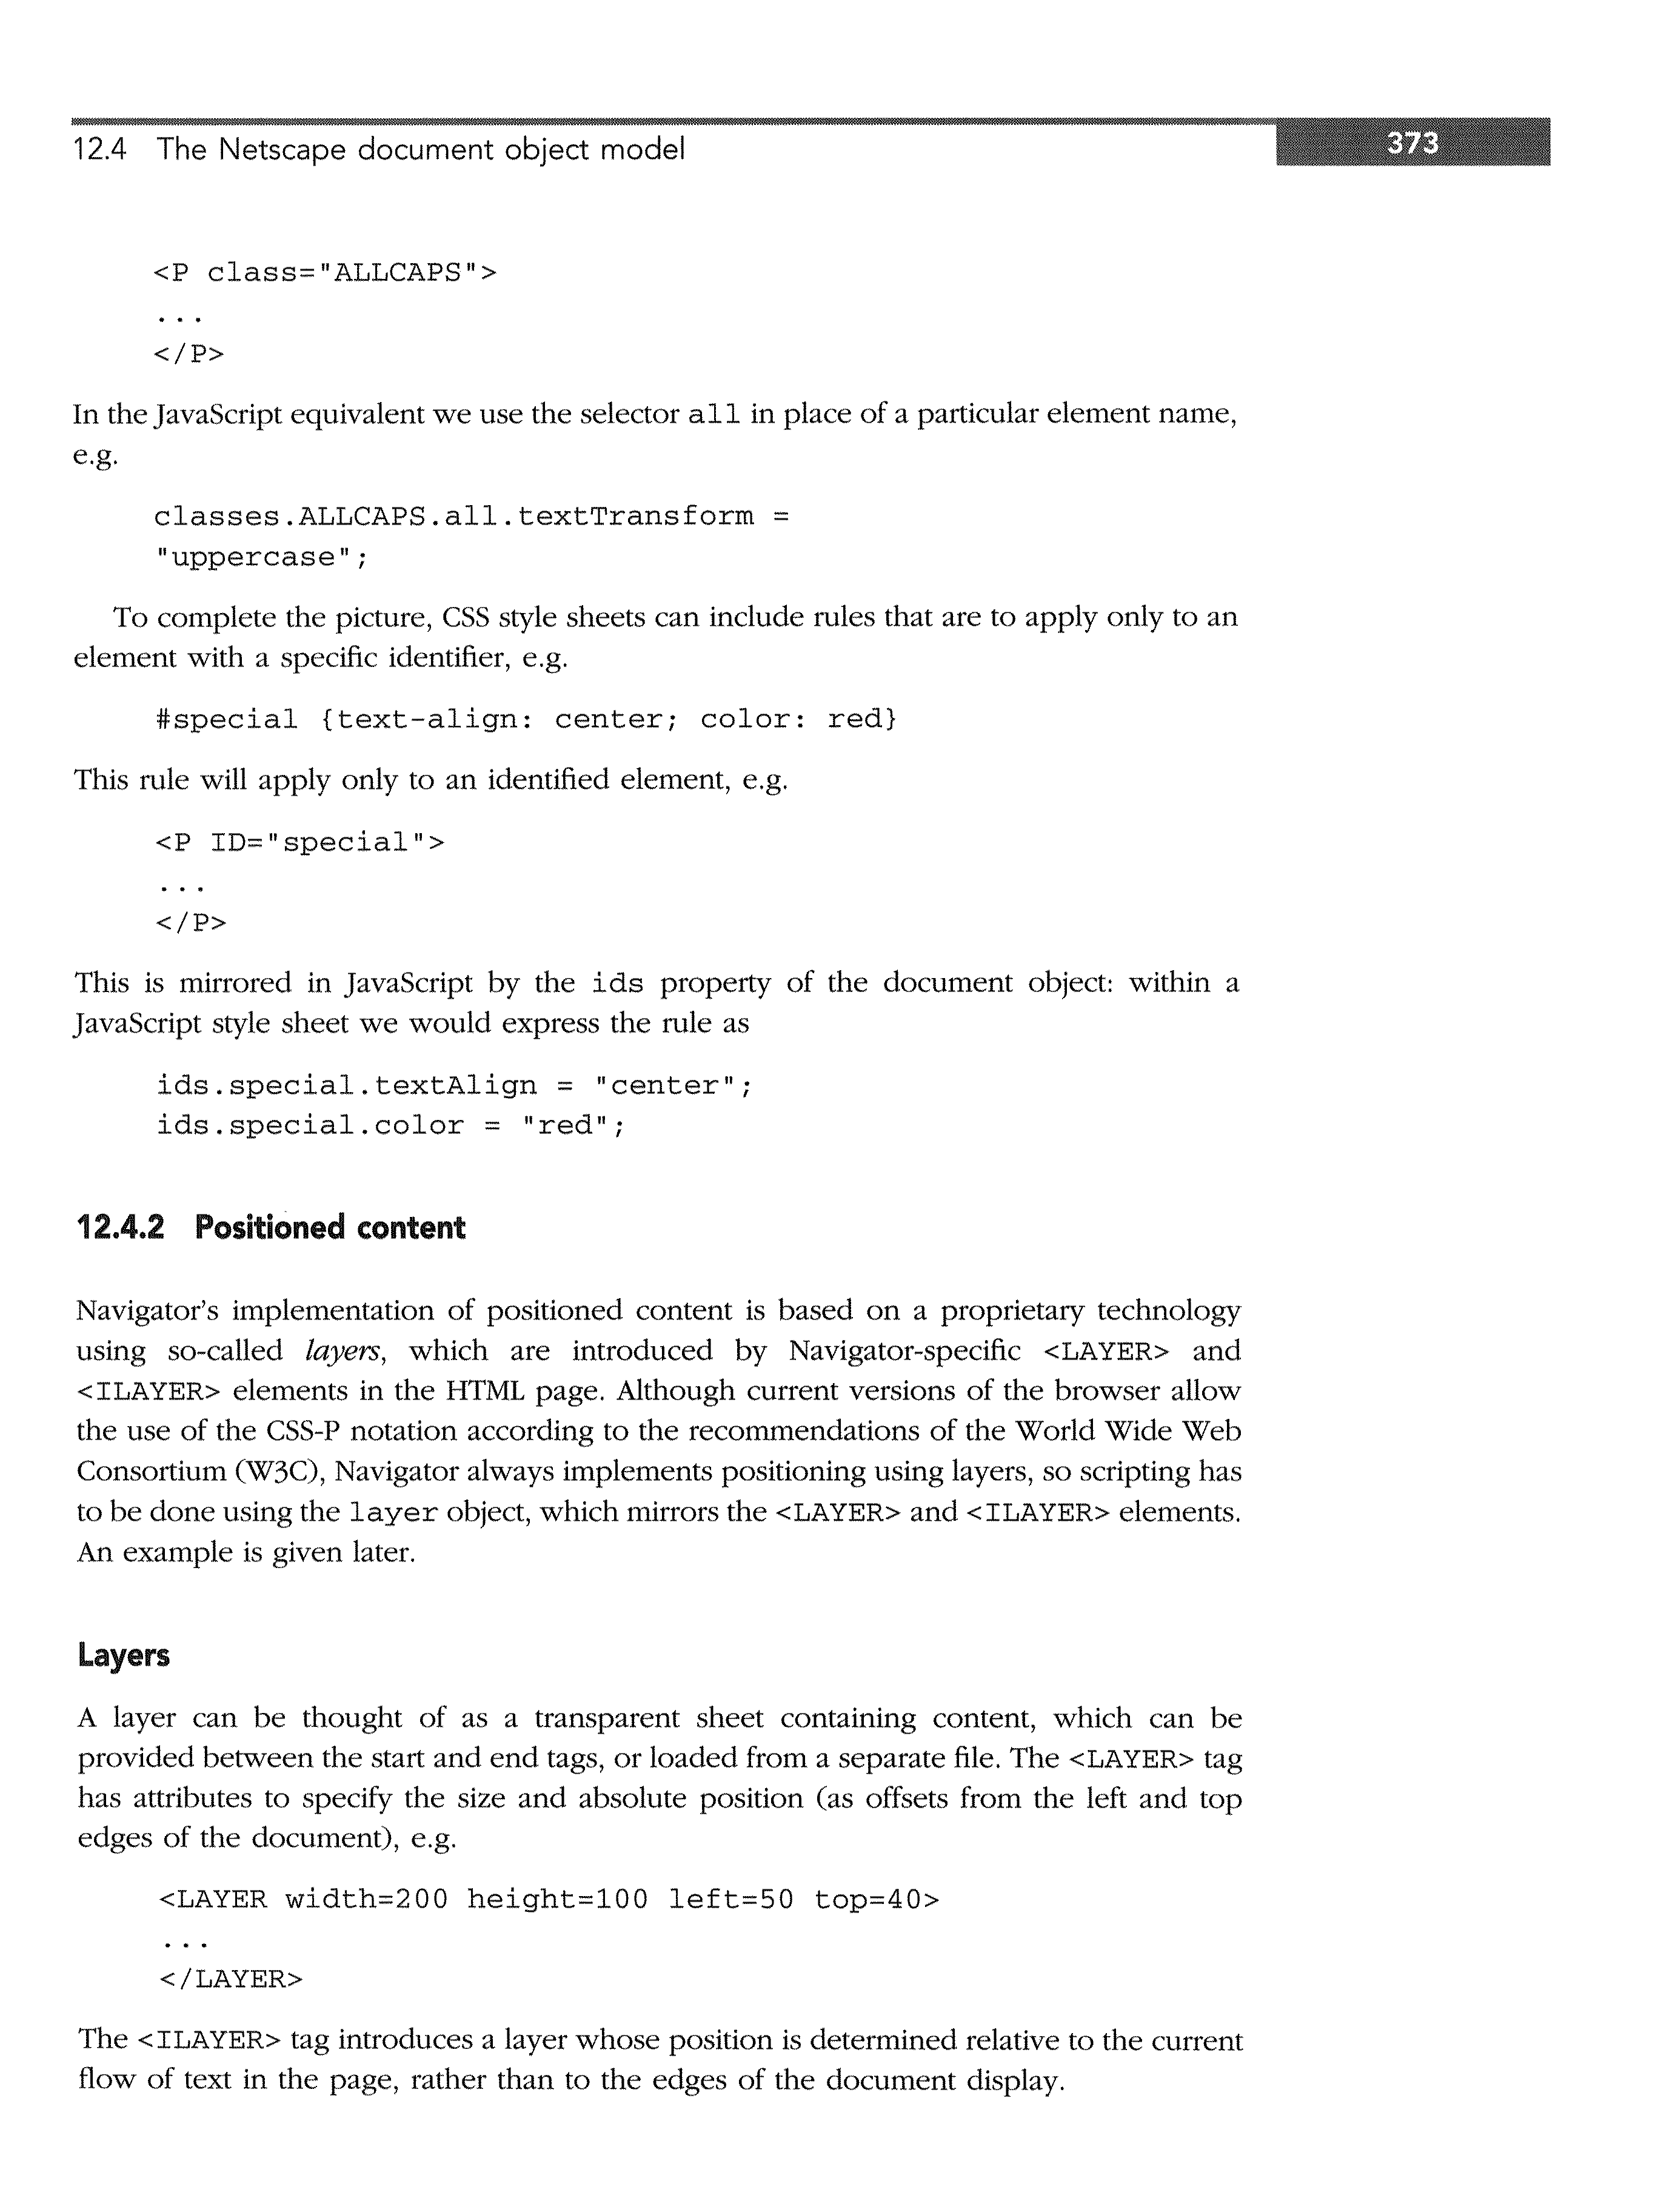 12.4 The Netscape document object model
373
<P class="ALLCAPS">
...
</P>
In the JavaScript equivalent we use the selector all in place of a particular element name,
e.g.
classes.ALLCAPS.all.textTransform =
"uppercase";
To complete the picture, CSS style sheets can include rules that are to apply only to an
element with a specific identifier, e.g.
#special {text-align: center; color: red}
This rule will apply only to an identified element, e.g.
<P ID="special">
...
</P>
This is mirrored in JavaScript by the ids property of the document object: within a
JavaScript style sheet we would express the rule as
ids.special.textAlign = "center";
ids.special.color = "red";
12.4.2 Positioned content
Navigator's implementation of positioned content is based on a proprietary technology
using so-called layers, which are introduced by Navigator-specific <LAYER> and
<ILAYER> elements in the HTML page. Although current versions of the browser allow
the use of the CSS-P notation according to the recommendations of the World Wide Web
Consortium (W3C), Navigator always implements positioning using layers, so scripting has
to be done using the layer object, which mirrors the <LAYER> and <ILAYER> elements.
An example is given later.
Layers
A layer can be thought of as a transparent sheet containing content, which can be
provided between the start and end tags, or loaded from a separate file. The <LAYER> tag
has attributes to specify the size and absolute position (as offsets from the left and top
edges of the document), e.g.
<LAYER width=200 height=100 left=50 top=40>
...
</LAYER>
The <ILAYER> tag introduces a layer whose position is determined relative to the current
flow of text in the page, rather than to the edges of the document display.